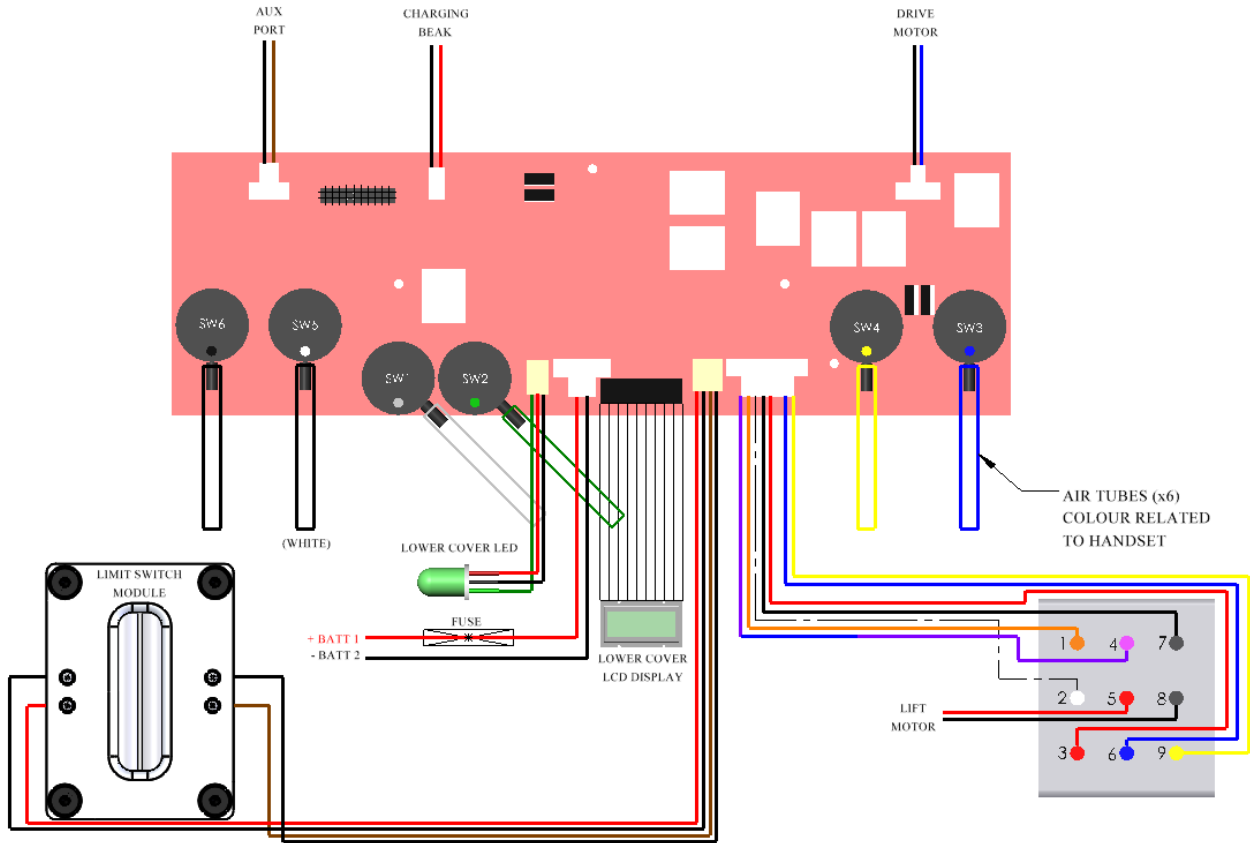 AUX
PORT
CHARGING
BEAK
DRIVE
MOTOR
SW6
SW5
SW1
SW2
SW4
SW3
AIR TUBES (x6)
COLOUR RELATED
TO HANDSET
(WHITE)
LOWER COVER LED
LIMIT SWITCH
MODULE
FUSE
+ BATT 1
- BATT 2
LOWER COVER
LCD DISPLAY
LIFT
MOTOR
1 4 7
2 5 8
3 6 9